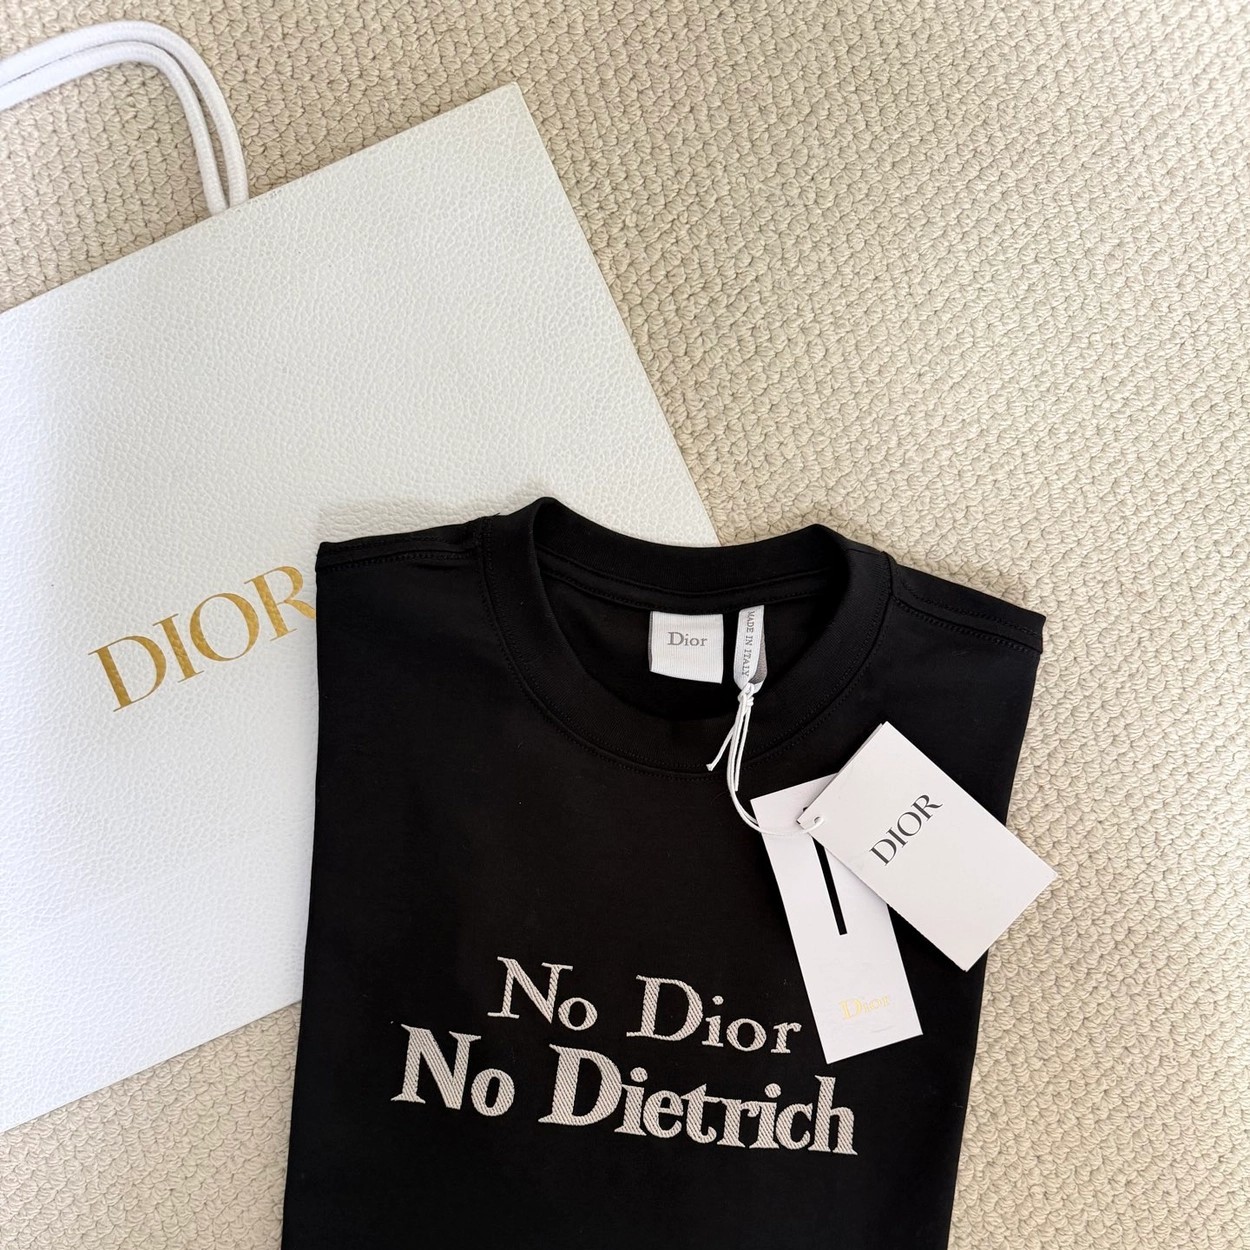 DIOR
Dior
MADE IN ITALY
DIOR
Dior
No Dior
No Dietrich